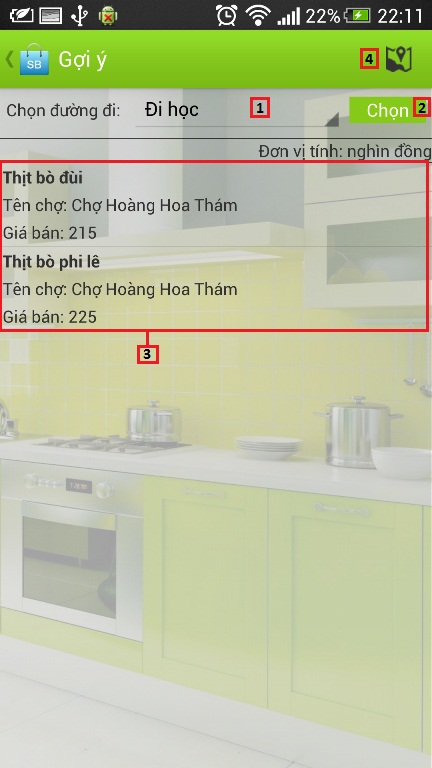 22% 22:11
SB Gợi ý 4
Chọn đường đi: Đi học 1 Chọn 2
Đơn vị tính: nghìn đồng
Thịt bò đùi
Tên chợ: Chợ Hoàng Hoa Thám
Giá bán: 215
Thịt bò phi lê
Tên chợ: Chợ Hoàng Hoa Thám
Giá bán: 225
3